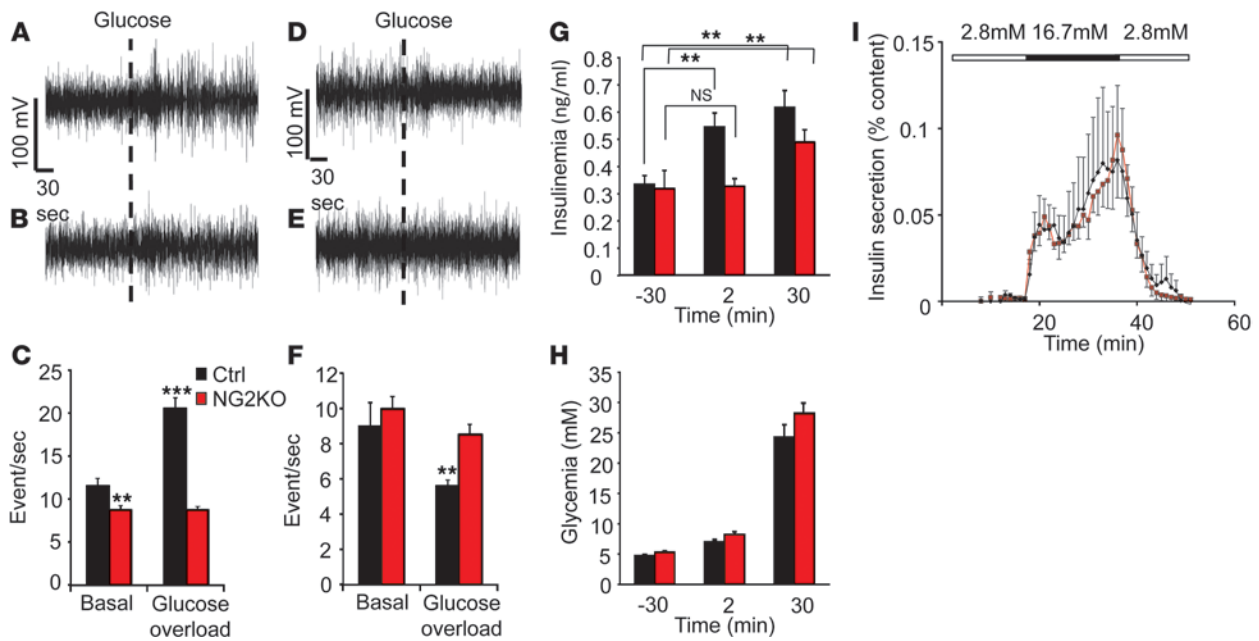 A
Glucose
100 mV
30
sec
B
D
Glucose
100 mV
30
sec
E
C
Event/sec
25
20
15
10
5
0
***
**
Ctrl
NG2KO
Basal
Glucose
overload
F
Event/sec
12
10
8
6
4
2
0
**
Basal
Glucose
overload
G
Insulinemia (ng/ml)
0.8
0.7
0.6
0.5
0.4
0.3
0.2
0.1
0
**
**
**
NS
-30
2
30
Time (min)
H
Glycemia (mM)
35
30
25
20
15
10
5
0
-30
2
30
Time (min)
I
2.8mM 16.7mM 2.8mM
Insulin secretion (% content)
0.15
0.1
0.05
0
20
40
60
Time (min)